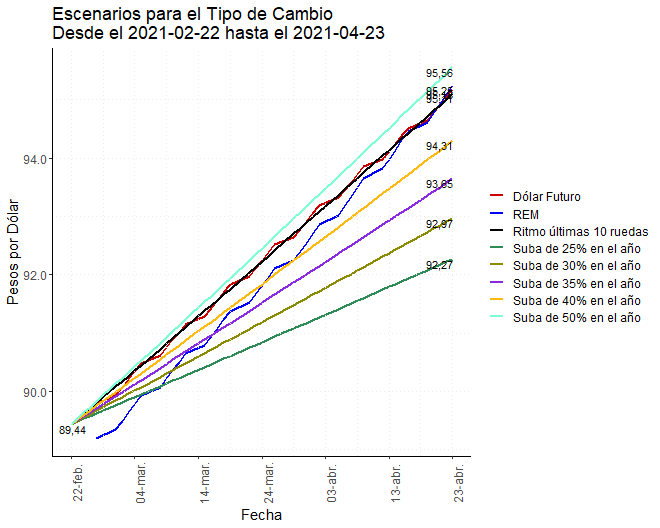 Escenarios para el Tipo de Cambio
Desde el 2021-02-22 hasta el 2021-04-23
Pesos por Dólar
94.0
92.0
90.0
95,56
94,31
93,65
92,97
92,27
89,44
22-feb.
04-mar.
14-mar.
24-mar.
03-abr.
13-abr.
23-abr.
Fecha
Dólar Futuro
REM
Ritmo últimas 10 ruedas
Suba de 25% en el año
Suba de 30% en el año
Suba de 35% en el año
Suba de 40% en el año
Suba de 50% en el año